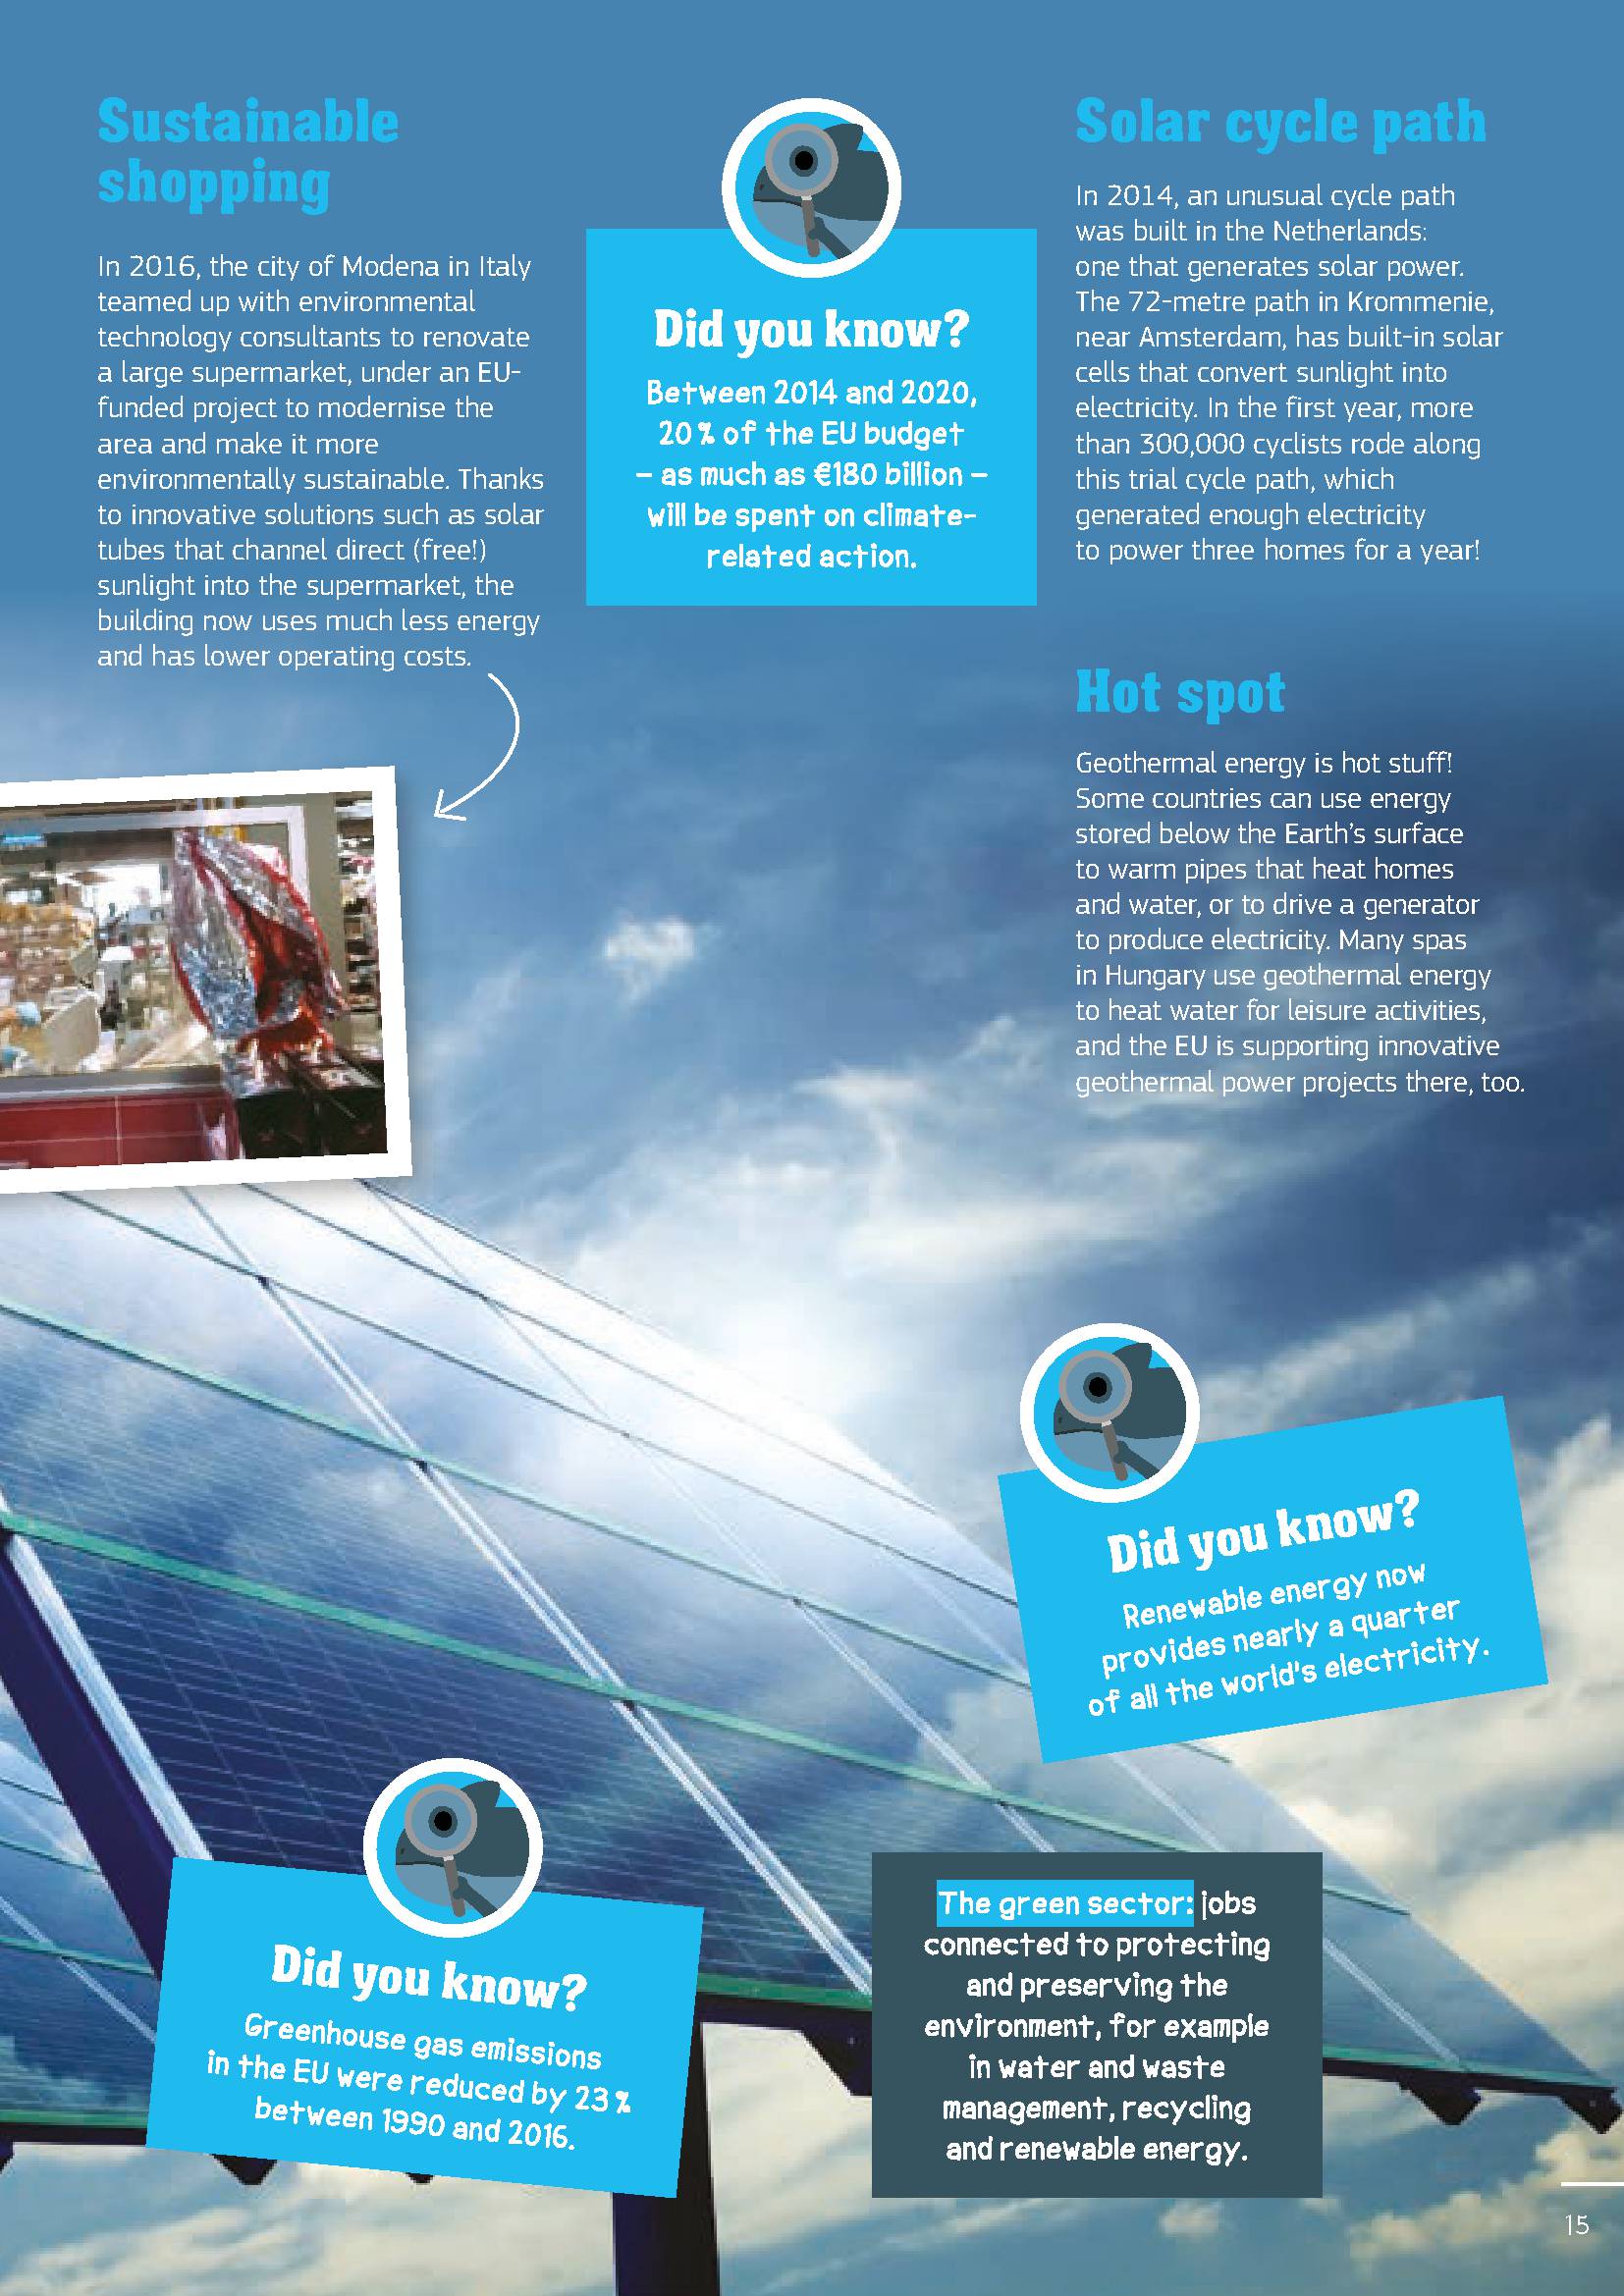 Sustainable
shopping
In 2016, the city of Modena in Italy
teamed up with environmental
technology consultants to renovate
a large supermarket, under an EU-
funded project to modernise the
area and make it more
environmentally sustainable. Thanks
to innovative solutions such as solar
tubes that channel direct (free!)
sunlight into the supermarket, the
building now uses much less energy
and has lower operating costs.
Did you know?
Between 2014 and 2020,
20 % of the EU budget
– as much as €180 billion –
will be spent on climate-
related action.
Solar cycle path
In 2014, an unusual cycle path
was built in the Netherlands:
one that generates solar power.
The 72-metre path in Krommenie,
near Amsterdam, has built-in solar
cells that convert sunlight into
electricity. In the first year, more
than 300,000 cyclists rode along
this trial cycle path, which
generated enough electricity
to power three homes for a year!
Hot spot
Geothermal energy is hot stuff!
Some countries can use energy
stored below the Earth's surface
to warm pipes that heat homes
and water, or to drive a generator
to produce electricity. Many spas
in Hungary use geothermal energy
to heat water for leisure activities,
and the EU is supporting innovative
geothermal power projects there, too.
Did you know?
Renewable energy now
provides nearly a quarter
of all the world's electricity.
Did you know?
Greenhouse gas emissions
in the EU were reduced by 23 %
between 1990 and 2016.
The green sector: jobs
connected to protecting
and preserving the
environment, for example
in water and waste
management, recycling
and renewable energy.
15